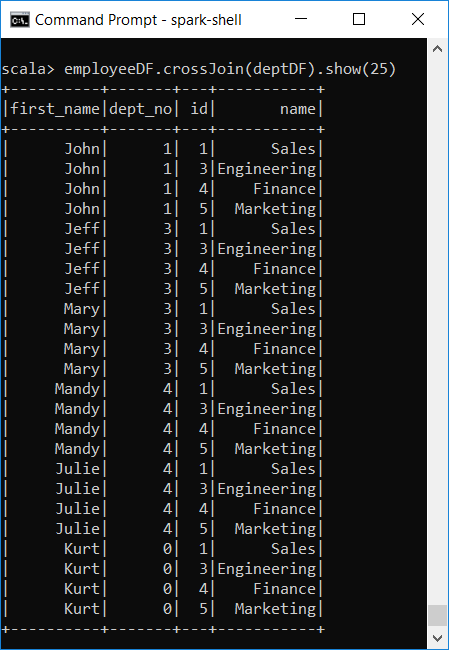 Command Prompt - spark-shell
scala> employeeDF.crossJoin(deptDF).show(25)
+----------+-------+---+-----------+
|first_name|dept_no| id|       name|
+----------+-------+---+-----------+
|      John|      1|  1|      Sales|
|      John|      1|  3|Engineering|
|      John|      1|  4|    Finance|
|      John|      1|  5|  Marketing|
|      Jeff|      3|  1|      Sales|
|      Jeff|      3|  3|Engineering|
|      Jeff|      3|  4|    Finance|
|      Jeff|      3|  5|  Marketing|
|      Mary|      3|  1|      Sales|
|      Mary|      3|  3|Engineering|
|      Mary|      3|  4|    Finance|
|      Mary|      3|  5|  Marketing|
|     Mandy|      4|  1|      Sales|
|     Mandy|      4|  3|Engineering|
|     Mandy|      4|  4|    Finance|
|     Mandy|      4|  5|  Marketing|
|     Julie|      4|  1|      Sales|
|     Julie|      4|  3|Engineering|
|     Julie|      4|  4|    Finance|
|     Julie|      4|  5|  Marketing|
|      Kurt|      0|  1|      Sales|
|      Kurt|      0|  3|Engineering|
|      Kurt|      0|  4|    Finance|
|      Kurt|      0|  5|  Marketing|
+----------+-------+---+-----------+